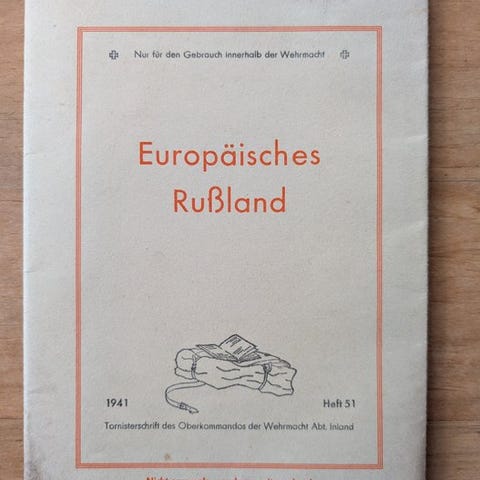 Nur für den Gebrauch innerhalb der Wehrmacht
Europäisches
Rußland
1941 Heft 51
Tornisterschrift des Oberkommandos der Wehrmacht Abt. Inland